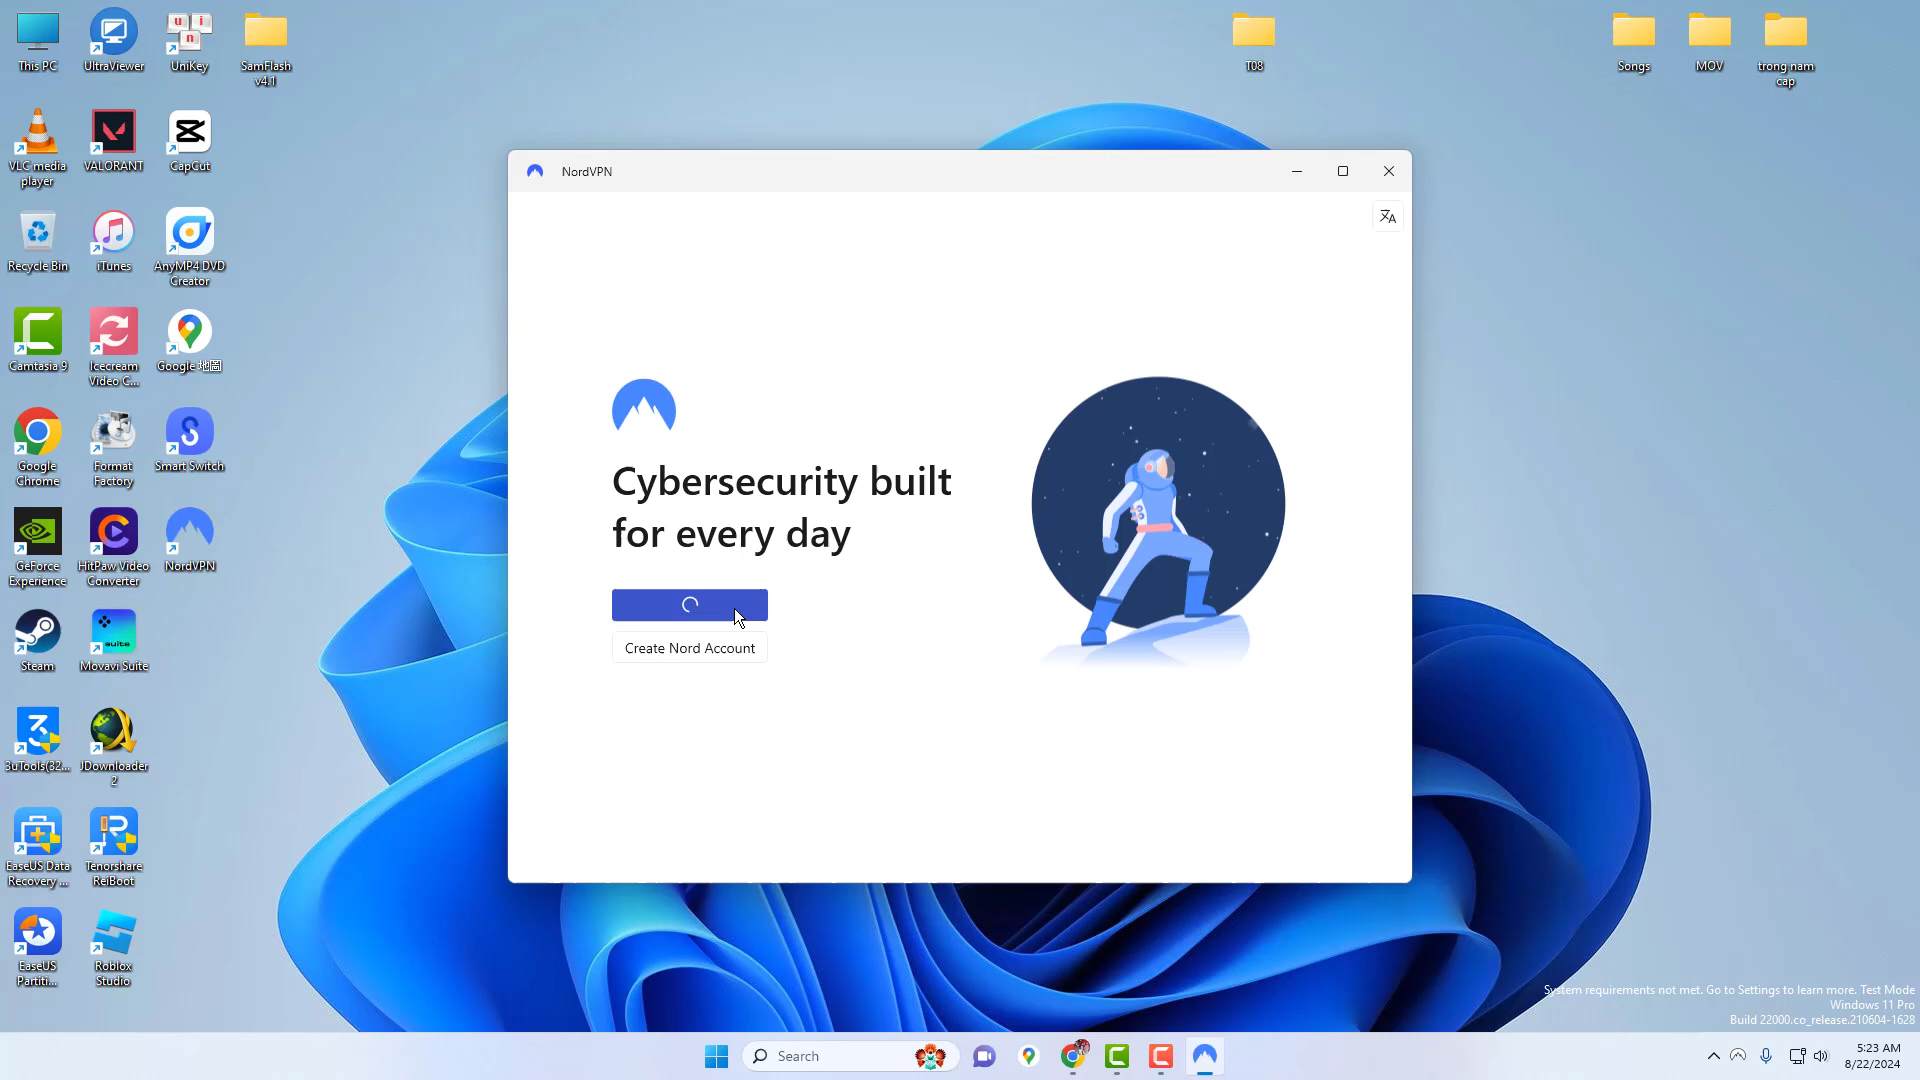 This PC
UltraViewer
UniKey
SamFlash
v4.1
T08
Songs
MOV
trong nam
cap
VLC media
player
VALORANT
CapCut
Recycle Bin
iTunes
AnyMP4 DVD
Creator
Camtasia 9
Icecream
Video C...
Google 地圖
Google
Chrome
Format
Factory
Smart Switch
GeForce
Experience
HitPaw Video
Converter
NordVPN
Steam
suite
Movavi Suite
3uTools(32...
JDownloader
2
EaseUS Data
Recovery ...
Tenorshare
ReiBoot
EaseUS
Partiti...
Roblox
Studio
NordVPN
Cybersecurity built
for every day
Create Nord Account
System requirements not met. Go to Settings to learn more. Test Mode
Windows 11 Pro
Build 22000.co_release.210604-1628
Search
5:23 AM
8/22/2024